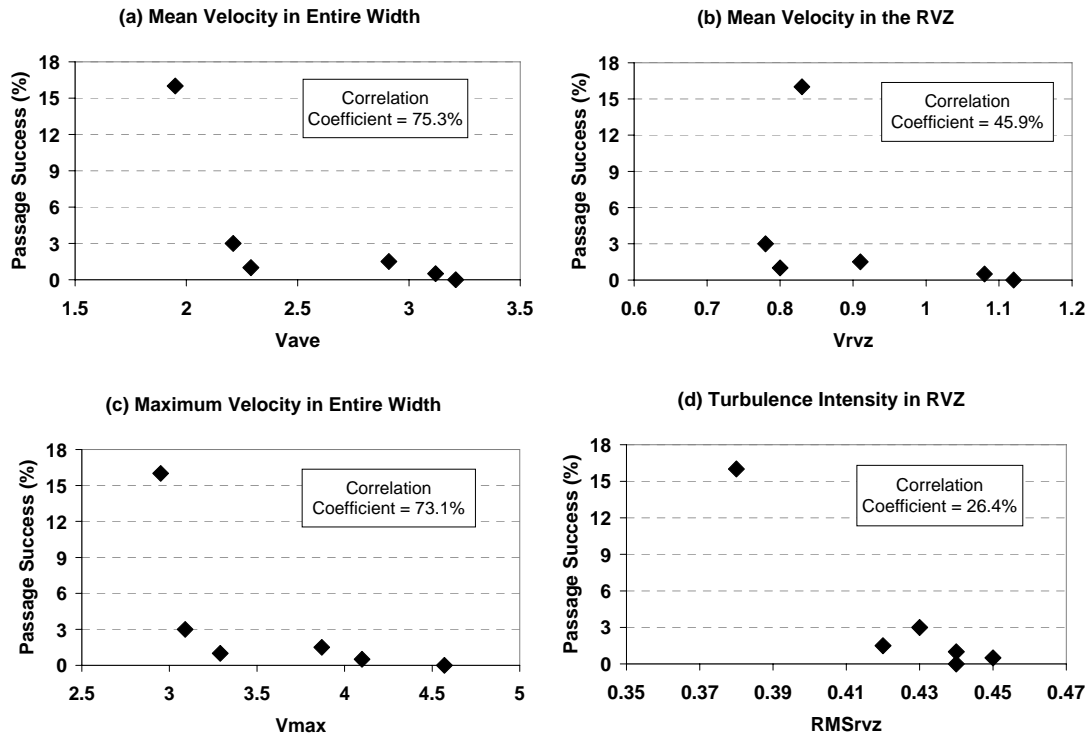 (a) Mean Velocity in Entire Width
Passage Success (%)
18
15
12
9
6
3
0
Correlation
Coefficient = 75.3%
1.5
2
2.5
3
3.5
Vave
(b) Mean Velocity in the RVZ
Passage Success (%)
18
15
12
9
6
3
0
Correlation
Coefficient = 45.9%
0.6
0.7
0.8
0.9
1
1.1
1.2
Vrvz
(c) Maximum Velocity in Entire Width
Passage Success (%)
18
15
12
9
6
3
0
Correlation
Coefficient = 73.1%
2.5
3
3.5
4
4.5
5
Vmax
(d) Turbulence Intensity in RVZ
Passage Success (%)
18
15
12
9
6
3
0
Correlation
Coefficient = 26.4%
0.35
0.37
0.39
0.41
0.43
0.45
0.47
RMSrvz